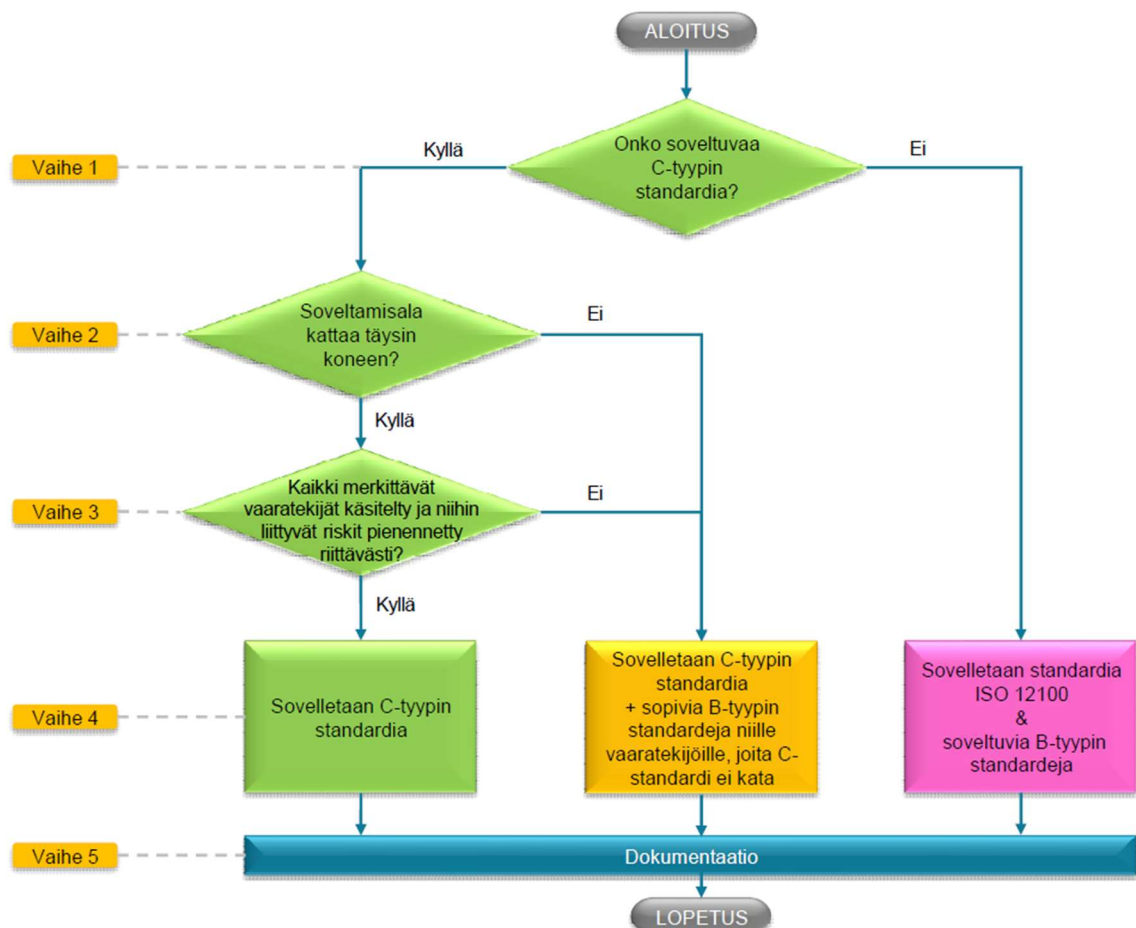 ALOITUS
Vaihe 1
Kyllä
Onko soveltuvaa
C-tyypin
standardia?
Ei
Vaihe 2
Soveltamisala
kattaa täysin
koneen?
Ei
Kyllä
Vaihe 3
Kaikki merkittävät
vaaratekijät käsitelty ja niihin
liittyvät riskit pienennetty
riittävästi?
Ei
Kyllä
Vaihe 4
Sovelletaan C-tyypin
standardia
Sovelletaan C-tyypin
standardia
+ sopivia B-tyypin
standardeja niille
vaaratekijöille, joita C-
standardi ei kata
Sovelletaan standardia
ISO 12100
&
soveltuvia B-tyypin
standardeja
Vaihe 5
Dokumentaatio
LOPETUS